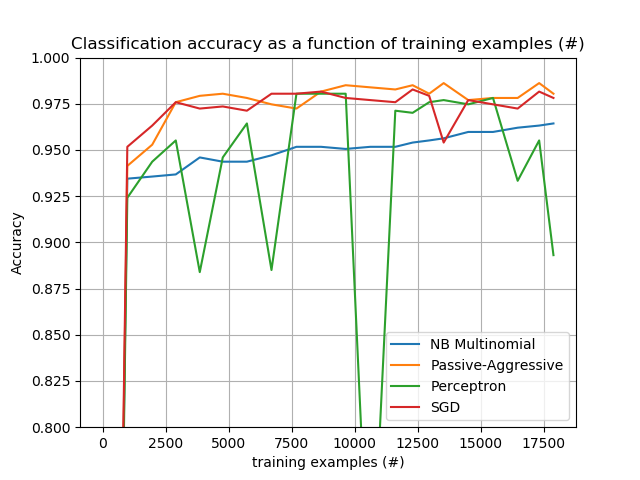 Classification accuracy as a function of training examples (#)
1.000
0.975
0.950
0.925
0.900
0.875
0.850
0.825
0.800
Accuracy
NB Multinomial
Passive-Aggressive
Perceptron
SGD
0 2500 5000 7500 10000 12500 15000 17500
training examples (#)